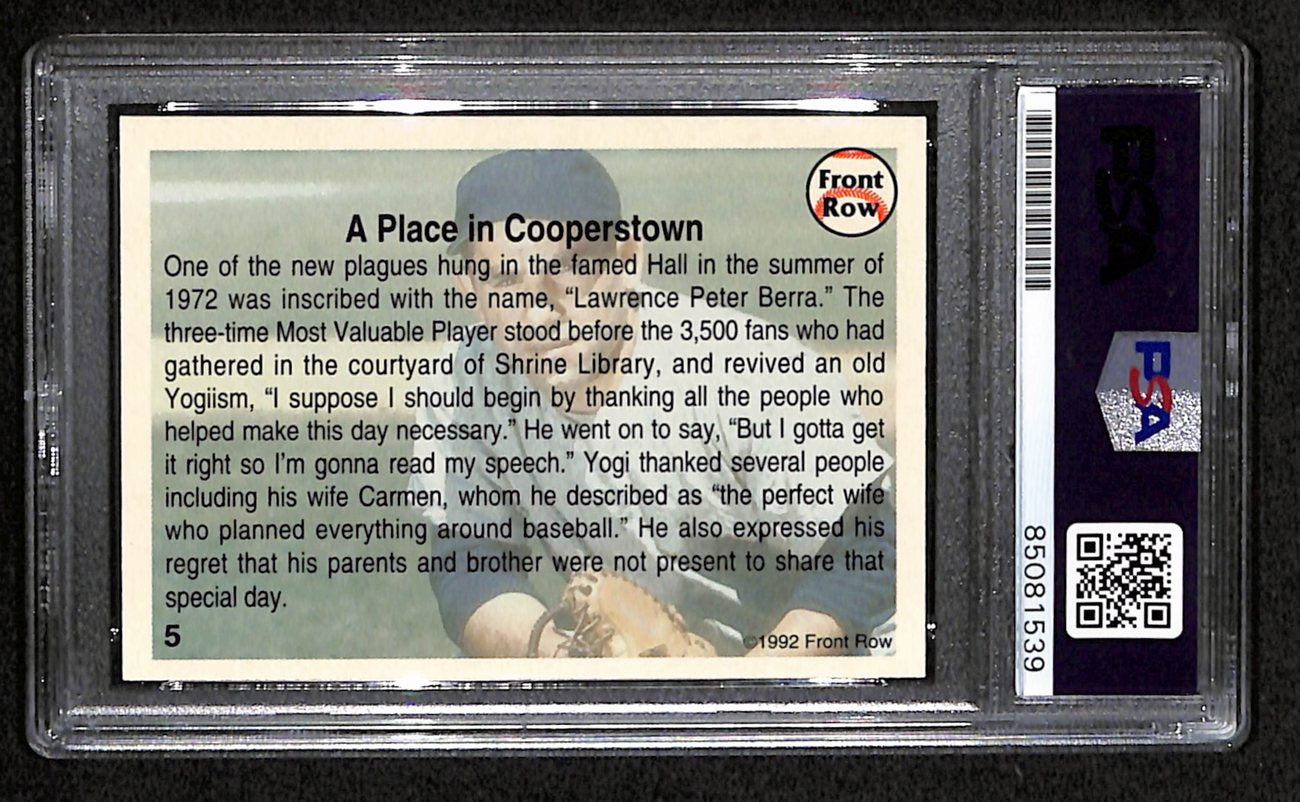 Front
Row
A Place in Cooperstown
One of the new plagues hung in the famed Hall in the summer of
1972 was inscribed with the name, “Lawrence Peter Berra.” The
three-time Most Valuable Player stood before the 3,500 fans who had
gathered in the courtyard of Shrine Library, and revived an old
Yogiism, “I suppose I should begin by thanking all the people who
helped make this day necessary.” He went on to say, “But I gotta get
it right so I'm gonna read my speech.” Yogi thanked several people
including his wife Carmen, whom he described as “the perfect wife
who planned everything around baseball.” He also expressed his
regret that his parents and brother were not present to share that
special day.
5
©1992 Front Row
PSA
PSA
85081539